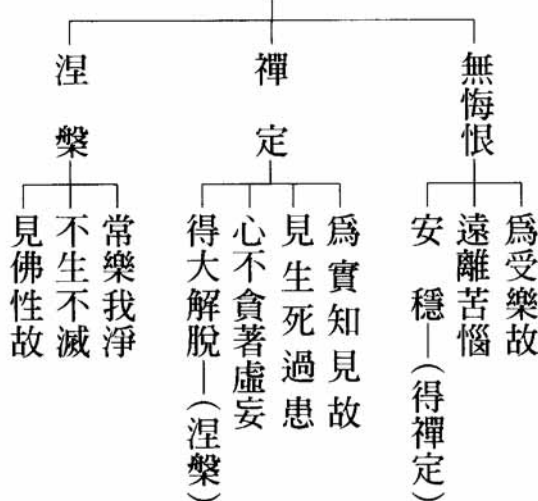 無悔恨
為受樂故
遠離苦惱
安穩—(得禪定)
禪定
為實知見故
見生死過患
心不貪著虛妄
得大解脫—(涅槃)
涅槃
常樂我淨
不生不滅
見佛性故